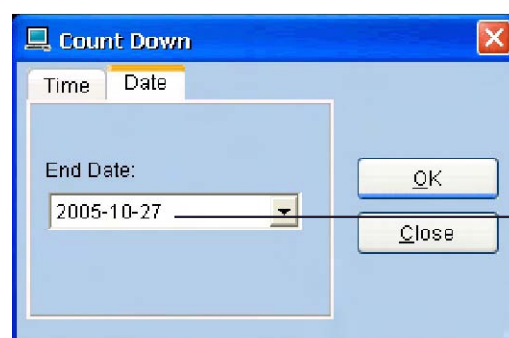 Count Down
Time Date
End Date:
2005-10-27
OK
Close